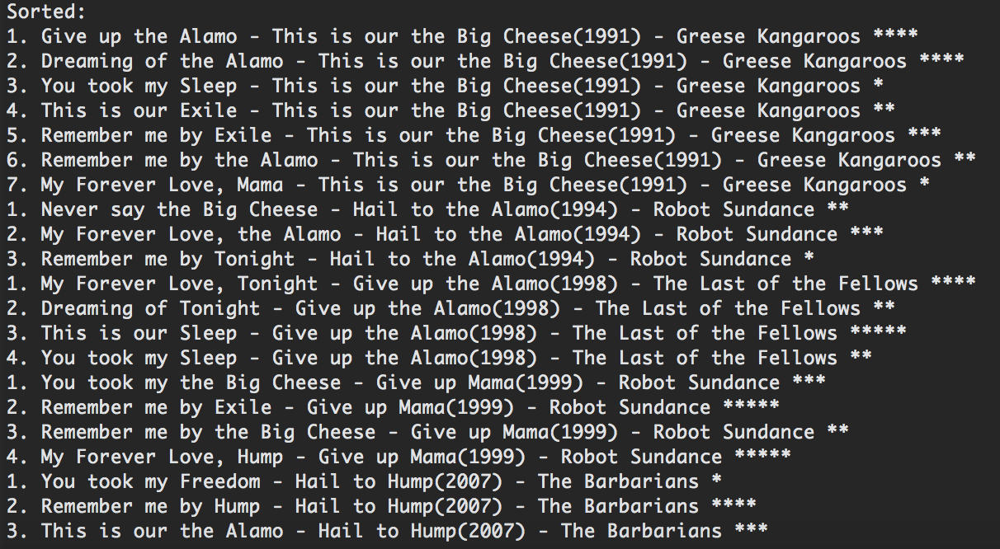 Sorted:
1. Give up the Alamo - This is our the Big Cheese(1991) - Greese Kangaroos ****
2. Dreaming of the Alamo - This is our the Big Cheese(1991) - Greese Kangaroos ****
3. You took my Sleep - This is our the Big Cheese(1991) - Greese Kangaroos *
4. This is our Exile - This is our the Big Cheese(1991) - Greese Kangaroos **
5. Remember me by Exile - This is our the Big Cheese(1991) - Greese Kangaroos ***
6. Remember me by the Alamo - This is our the Big Cheese(1991) - Greese Kangaroos **
7. My Forever Love, Mama - This is our the Big Cheese(1991) - Greese Kangaroos *
1. Never say the Big Cheese - Hail to the Alamo(1994) - Robot Sundance **
2. My Forever Love, the Alamo - Hail to the Alamo(1994) - Robot Sundance ***
3. Remember me by Tonight - Hail to the Alamo(1994) - Robot Sundance *
1. My Forever Love, Tonight - Give up the Alamo(1998) - The Last of the Fellows ****
2. Dreaming of Tonight - Give up the Alamo(1998) - The Last of the Fellows **
3. This is our Sleep - Give up the Alamo(1998) - The Last of the Fellows *****
4. You took my Sleep - Give up the Alamo(1998) - The Last of the Fellows **
1. You took my the Big Cheese - Give up Mama(1999) - Robot Sundance ***
2. Remember me by Exile - Give up Mama(1999) - Robot Sundance *****
3. Remember me by the Big Cheese - Give up Mama(1999) - Robot Sundance **
4. My Forever Love, Hump - Give up Mama(1999) - Robot Sundance *****
1. You took my Freedom - Hail to Hump(2007) - The Barbarians *
2. Remember me by Hump - Hail to Hump(2007) - The Barbarians ****
3. This is our the Alamo - Hail to Hump(2007) - The Barbarians ***